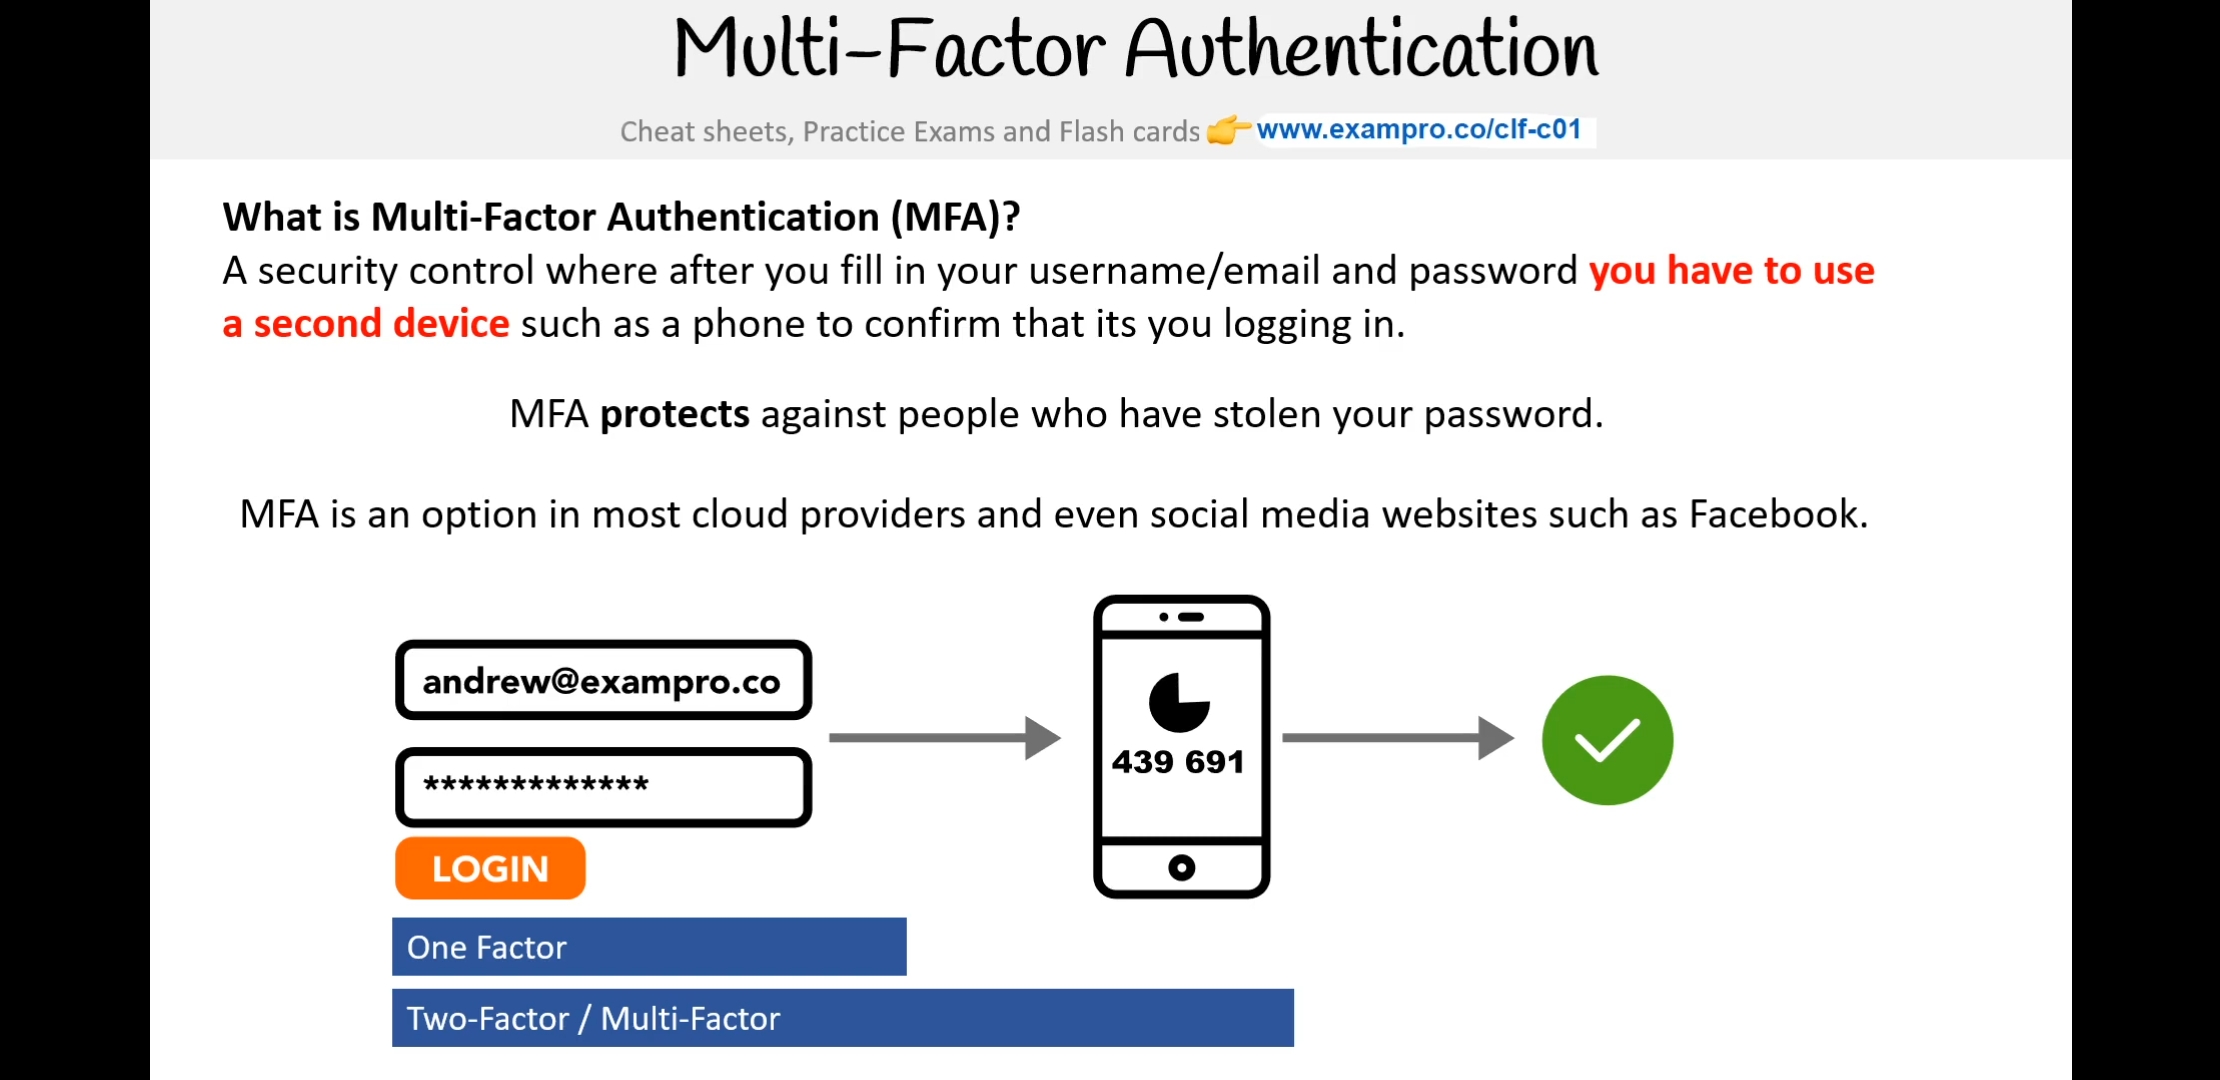 Multi-Factor Authentication
Cheat sheets, Practice Exams and Flash cards 👉 www.exampro.co/clf-c01
What is Multi-Factor Authentication (MFA)?
A security control where after you fill in your username/email and password you have to use
a second device such as a phone to confirm that its you logging in.
MFA protects against people who have stolen your password.
MFA is an option in most cloud providers and even social media websites such as Facebook.
andrew@exampro.co
*************
LOGIN
439 691
One Factor
Two-Factor / Multi-Factor